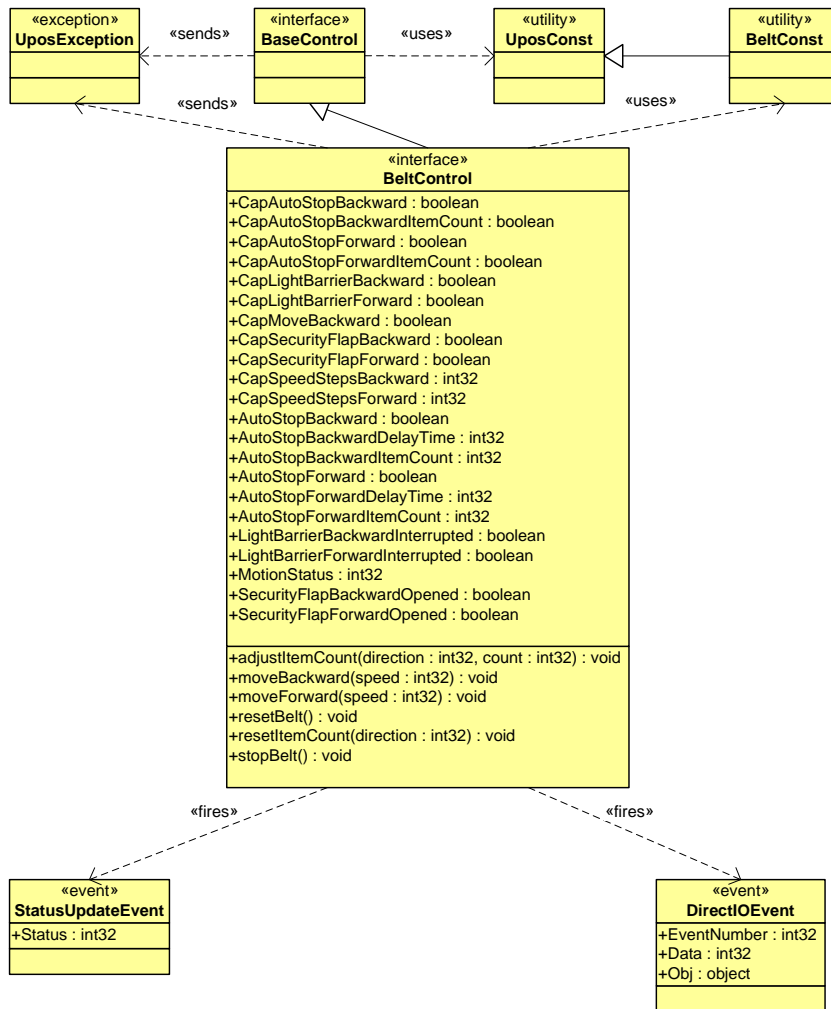 «exception»
UposException
«sends»
«interface»
BaseControl
«uses»
«utility»
UposConst
«utility»
BeltConst
«sends»
«uses»
«interface»
BeltControl
+CapAutoStopBackward : boolean
+CapAutoStopBackwardItemCount : boolean
+CapAutoStopForward : boolean
+CapAutoStopForwardItemCount : boolean
+CapLightBarrierBackward : boolean
+CapLightBarrierForward : boolean
+CapMoveBackward : boolean
+CapSecurityFlapBackward : boolean
+CapSecurityFlapForward : boolean
+CapSpeedStepsBackward : int32
+CapSpeedStepsForward : int32
+AutoStopBackward : boolean
+AutoStopBackwardDelayTime : int32
+AutoStopBackwardItemCount : int32
+AutoStopForward : boolean
+AutoStopForwardDelayTime : int32
+AutoStopForwardItemCount : int32
+LightBarrierBackwardInterrupted : boolean
+LightBarrierForwardInterrupted : boolean
+MotionStatus : int32
+SecurityFlapBackwardOpened : boolean
+SecurityFlapForwardOpened : boolean
+adjustItemCount(direction : int32, count : int32) : void
+moveBackward(speed : int32) : void
+moveForward(speed : int32) : void
+resetBelt() : void
+resetItemCount(direction : int32) : void
+stopBelt() : void
«fires»
«fires»
«event»
StatusUpdateEvent
+Status : int32
«event»
DirectIOEvent
+EventNumber : int32
+Data : int32
+Obj : object